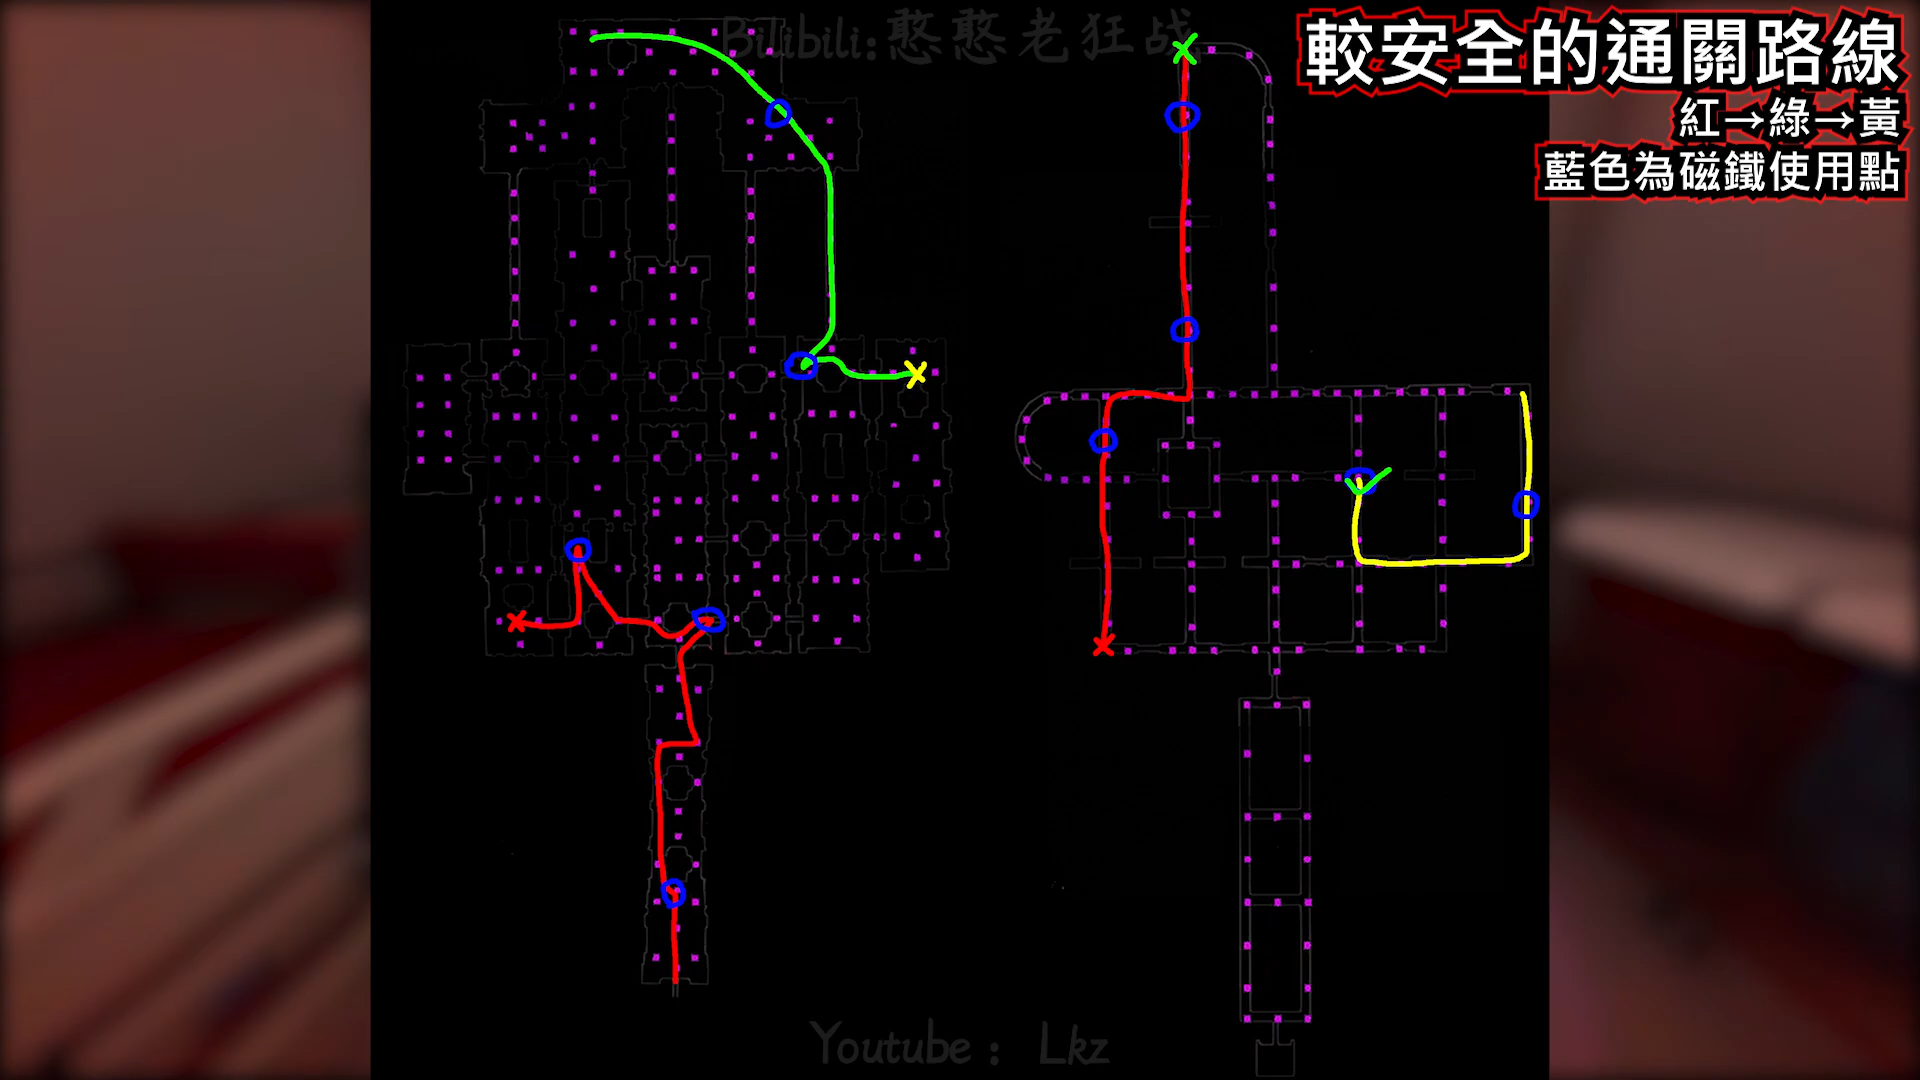 Bilibili:憨憨老狂战
較安全的通關路線
紅→綠→黃
藍色為磁鐵使用點
Youtube： Lkz